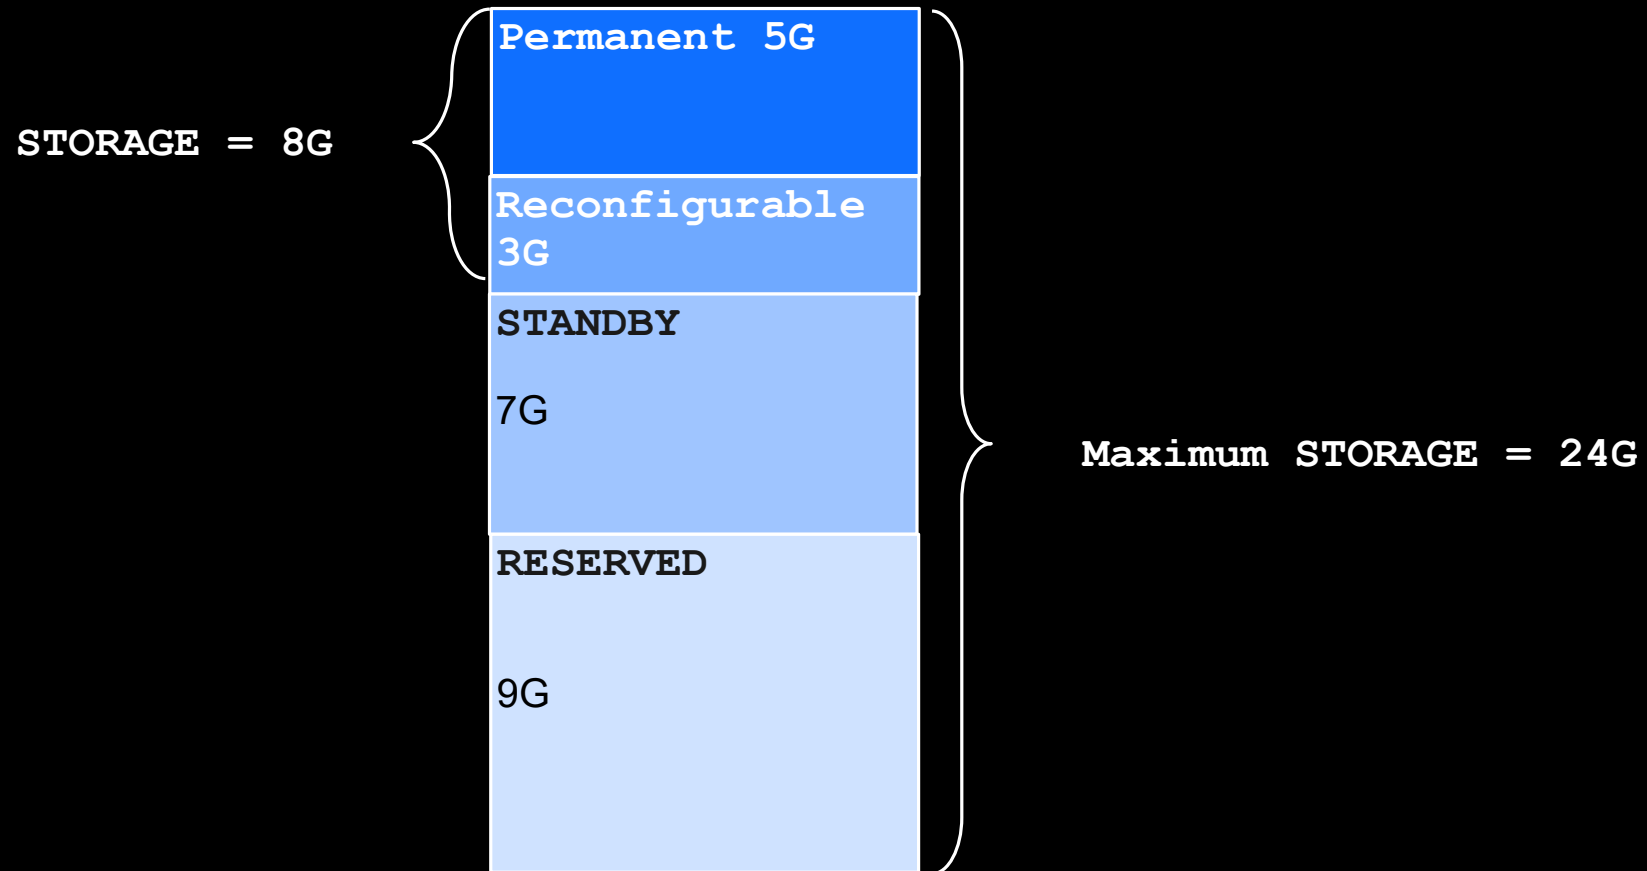 Permanent 5G
STORAGE = 8G
Reconfigurable
3G
STANDBY
7G
Maximum STORAGE = 24G
RESERVED
9G